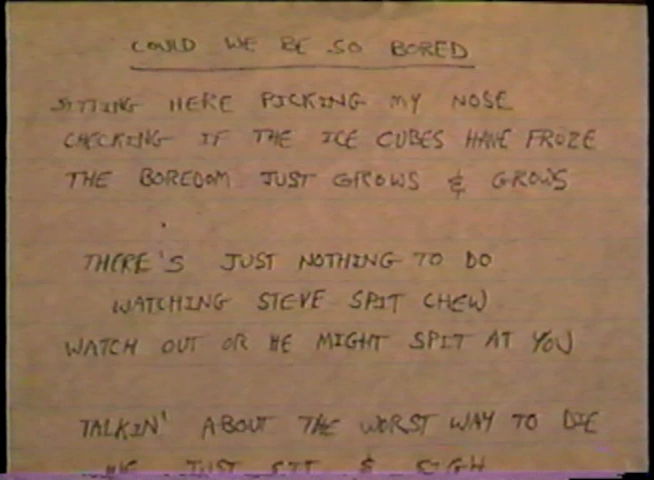 COULD WE BE SO BORED
SITTING HERE PICKING MY NOSE
CHECKING IF THE ICE CUBES HAVE FROZE
THE BOREDOM JUST GROWS & GROWS
THERE'S JUST NOTHING TO DO
WATCHING STEVE SPIT CHEW
WATCH OUT OR HE MIGHT SPIT AT YOU
TALKIN' ABOUT THE WORST WAY TO DIE
WE JUST SIT & SIGH